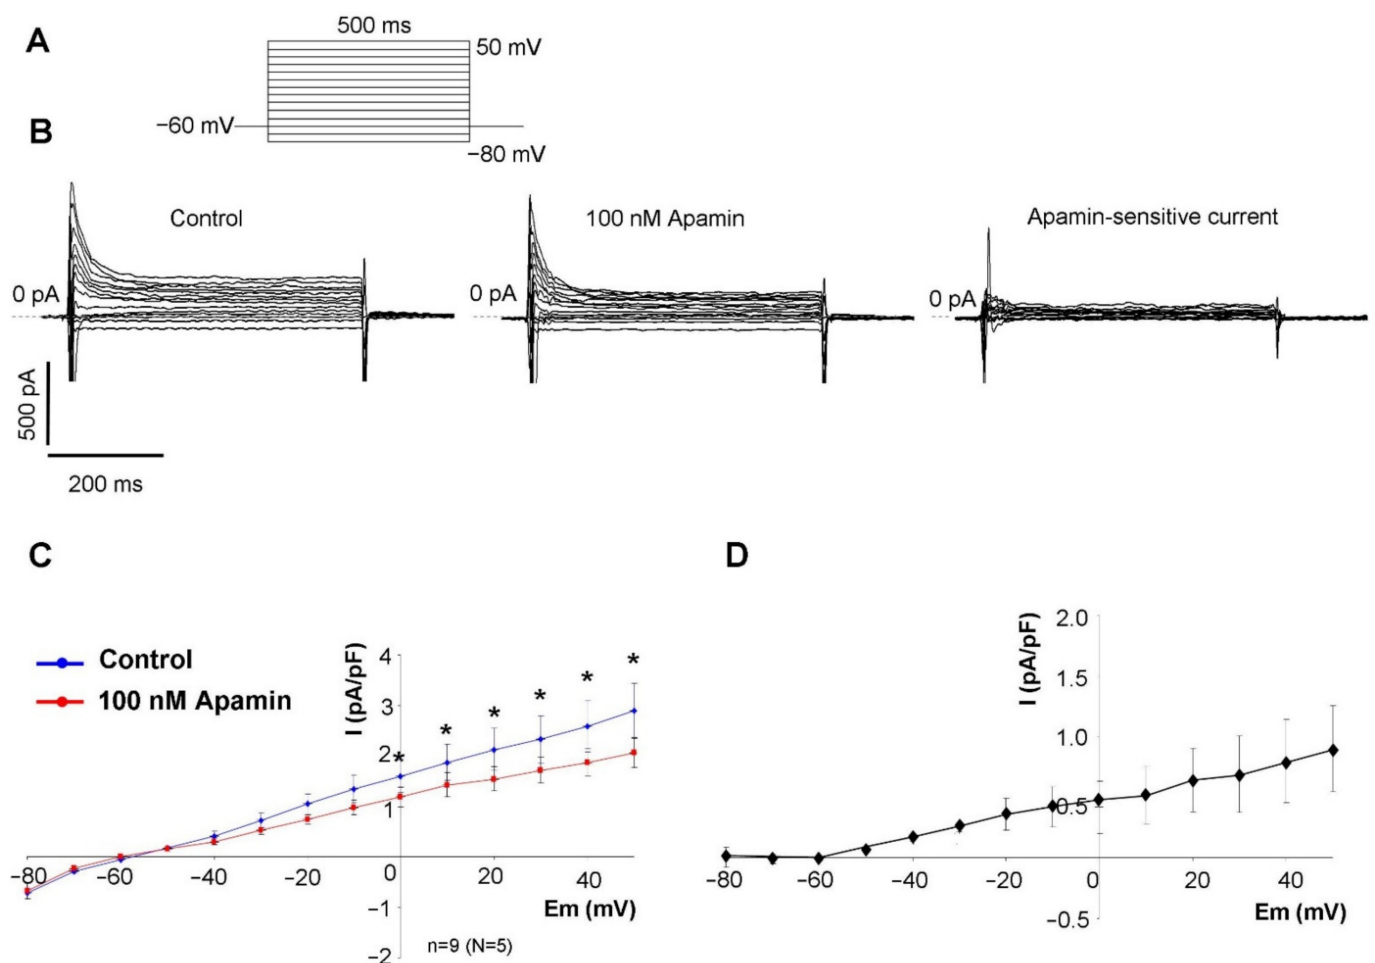 A
500 ms
50 mV
−60 mV
−80 mV
B
Control
100 nM Apamin
Apamin-sensitive current
0 pA
0 pA
0 pA
500 pA
200 ms
C
Control
100 nM Apamin
I (pA/pF)
4
3
2
1
0
−1
−2
* * * * * *
−80 −60 −40 −20 20 40
Em (mV)
n=9 (N=5)
D
I (pA/pF)
2.0
1.5
1.0
0.5
−0.5
−80 −60 −40 −20 0 20 40
Em (mV)